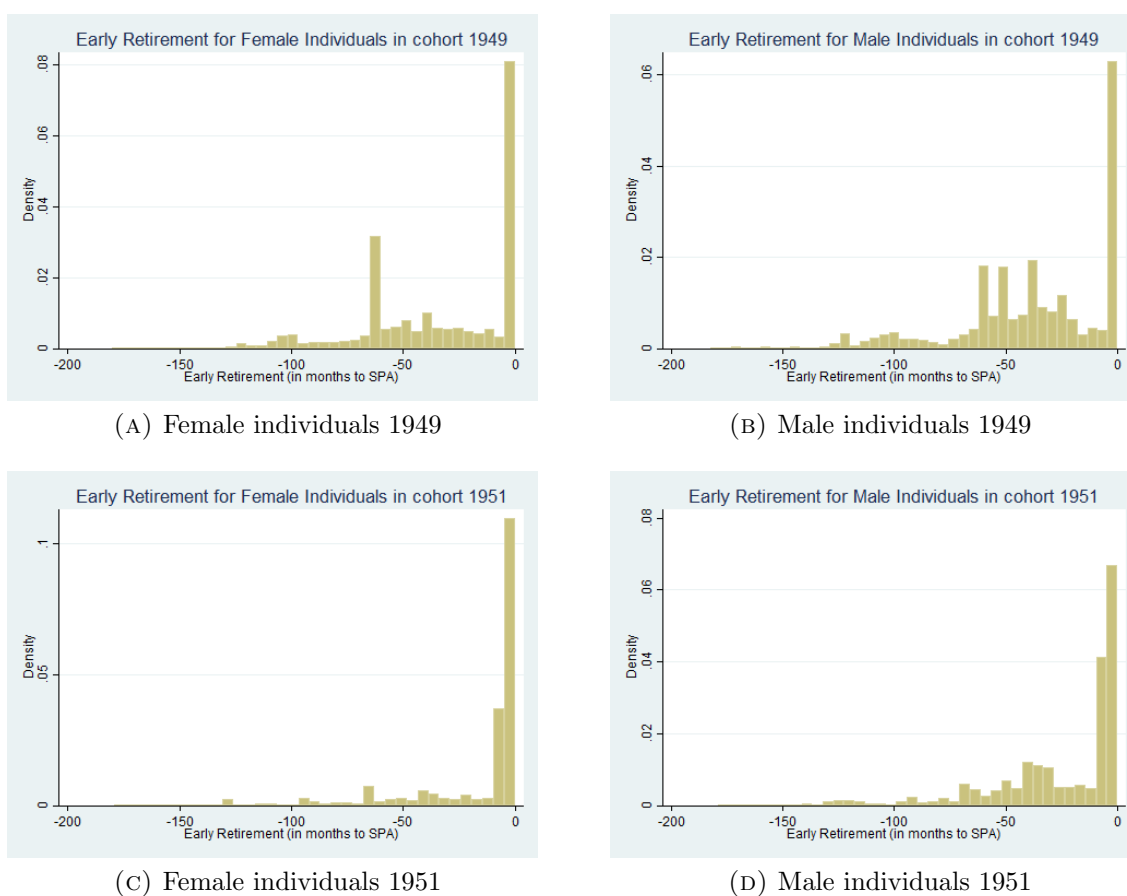 Early Retirement for Female Individuals in cohort 1949
Density
0 .02 .04 .06 .08
-200 -150 -100 -50 0
Early Retirement (in months to SPA)
(A) Female individuals 1949
Early Retirement for Male Individuals in cohort 1949
Density
0 .02 .04 .06
-200 -150 -100 -50 0
Early Retirement (in months to SPA)
(B) Male individuals 1949
Early Retirement for Female Individuals in cohort 1951
Density
0 .05 .1
-200 -150 -100 -50 0
Early Retirement (in months to SPA)
(C) Female individuals 1951
Early Retirement for Male Individuals in cohort 1951
Density
0 .02 .04 .06 .08
-200 -150 -100 -50 0
Early Retirement (in months to SPA)
(D) Male individuals 1951